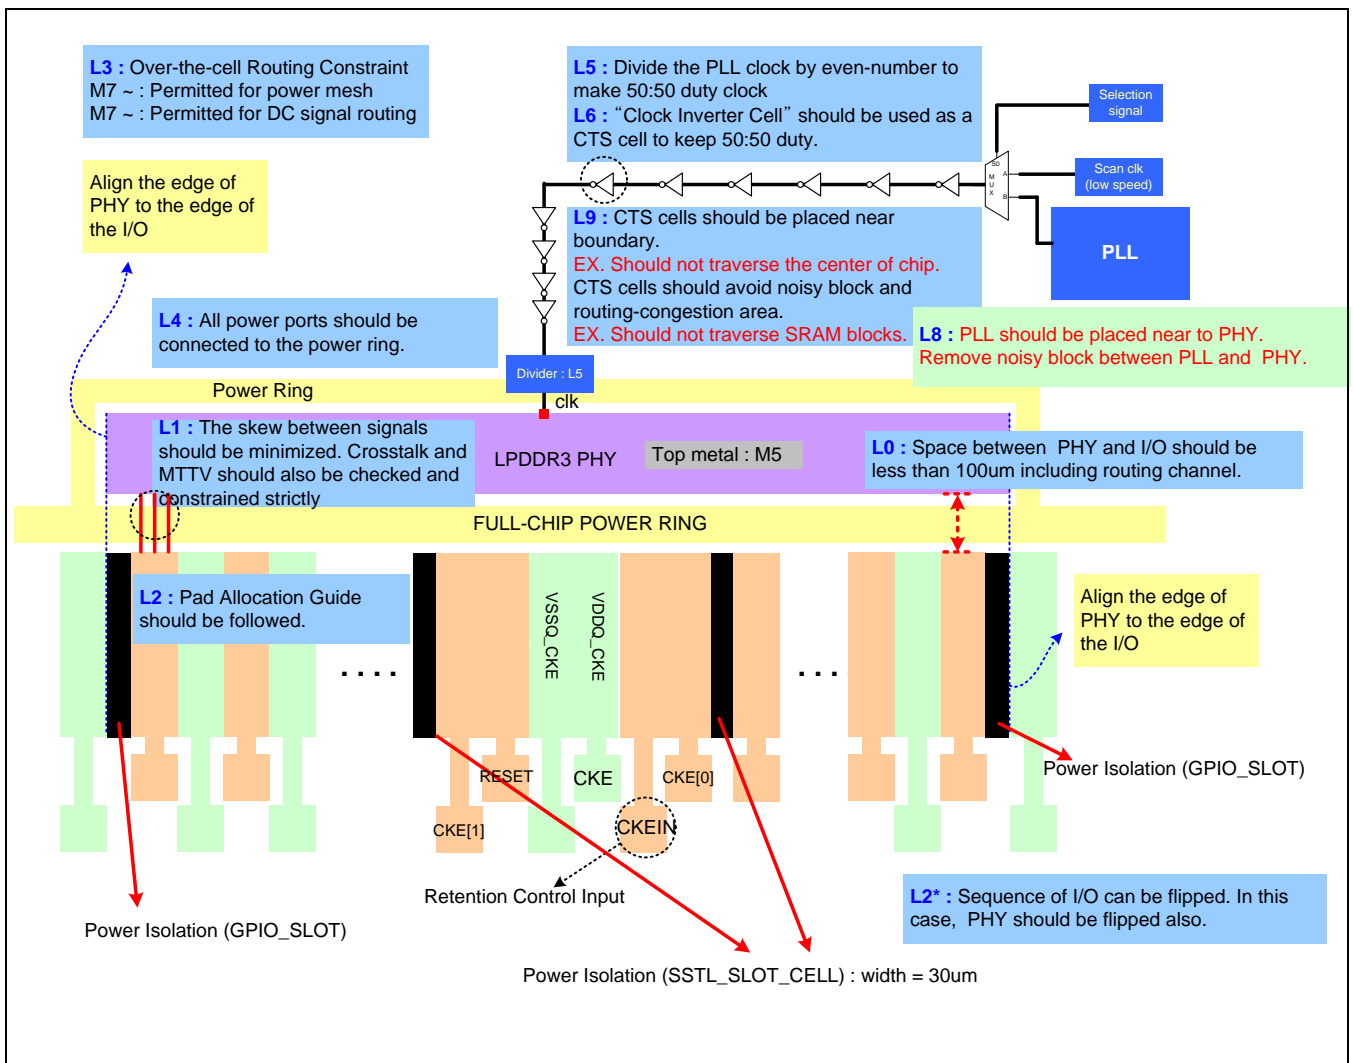 L3 : Over-the-cell Routing Constraint
M7 ~ : Permitted for power mesh
M7 ~ : Permitted for DC signal routing
L5 : Divide the PLL clock by even-number to
make 50:50 duty clock
L6 : “Clock Inverter Cell” should be used as a
CTS cell to keep 50:50 duty.
Selection
signal
S0
M
U
X
A
B
Scan clk
(low speed)
PLL
Align the edge of
PHY to the edge of
the I/O
L9 : CTS cells should be placed near
boundary.
EX. Should not traverse the center of chip.
CTS cells should avoid noisy block and
routing-congestion area.
EX. Should not traverse SRAM blocks.
L4 : All power ports should be
connected to the power ring.
L8 : PLL should be placed near to PHY.
Remove noisy block between PLL and PHY.
Divider : L5
Power Ring
clk
L1 : The skew between signals
should be minimized. Crosstalk and
MTTV should also be checked and
constrained strictly
LPDDR3 PHY
Top metal : M5
L0 : Space between PHY and I/O should be
less than 100um including routing channel.
FULL-CHIP POWER RING
L2 : Pad Allocation Guide
should be followed.
VSSQ_CKE
VDDQ_CKE
Align the edge of
PHY to the edge of
the I/O
. . . .
. . .
RESET
CKE
CKE[0]
Power Isolation (GPIO_SLOT)
CKE[1]
CKEIN
Retention Control Input
L2* : Sequence of I/O can be flipped. In this
case, PHY should be flipped also.
Power Isolation (GPIO_SLOT)
Power Isolation (SSTL_SLOT_CELL) : width = 30um